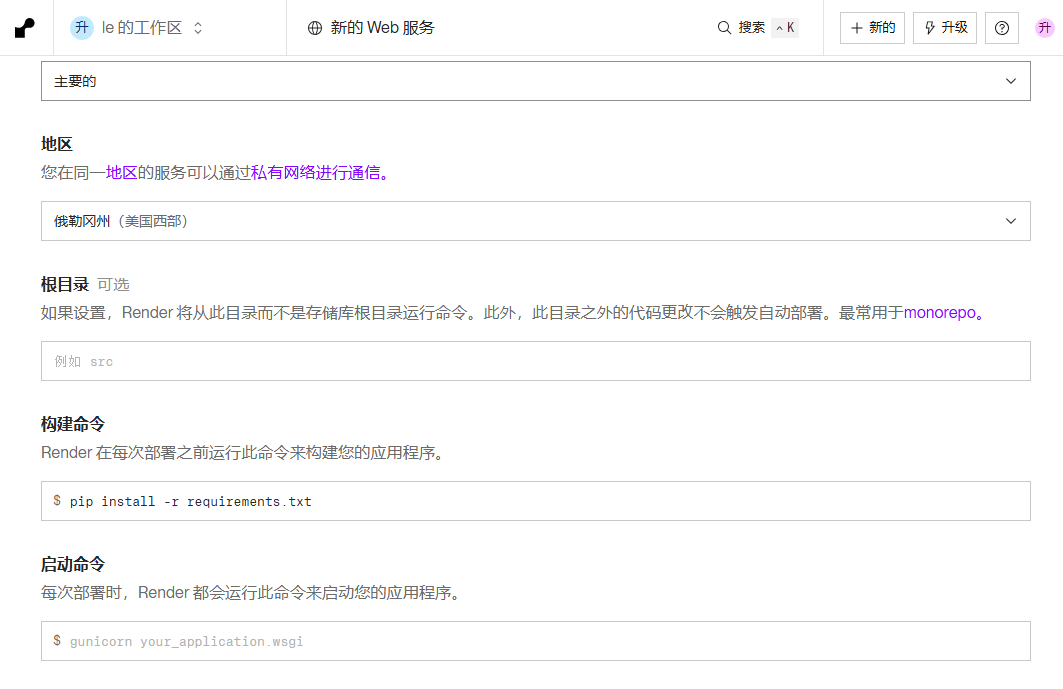 升 le 的工作区 新的 Web 服务 搜索 ^ K + 新的 升级 升
主要的
地区
您在同一地区的服务可以通过私有网络进行通信。
俄勒冈州（美国西部）
根目录 可选
如果设置，Render 将从此目录而不是存储库根目录运行命令。此外，此目录之外的代码更改不会触发自动部署。最常用于monorepo。
例如 src
构建命令
Render 在每次部署之前运行此命令来构建您的应用程序。
$ pip install -r requirements.txt
启动命令
每次部署时，Render 都会运行此命令来启动您的应用程序。
$ gunicorn your_application.wsgi